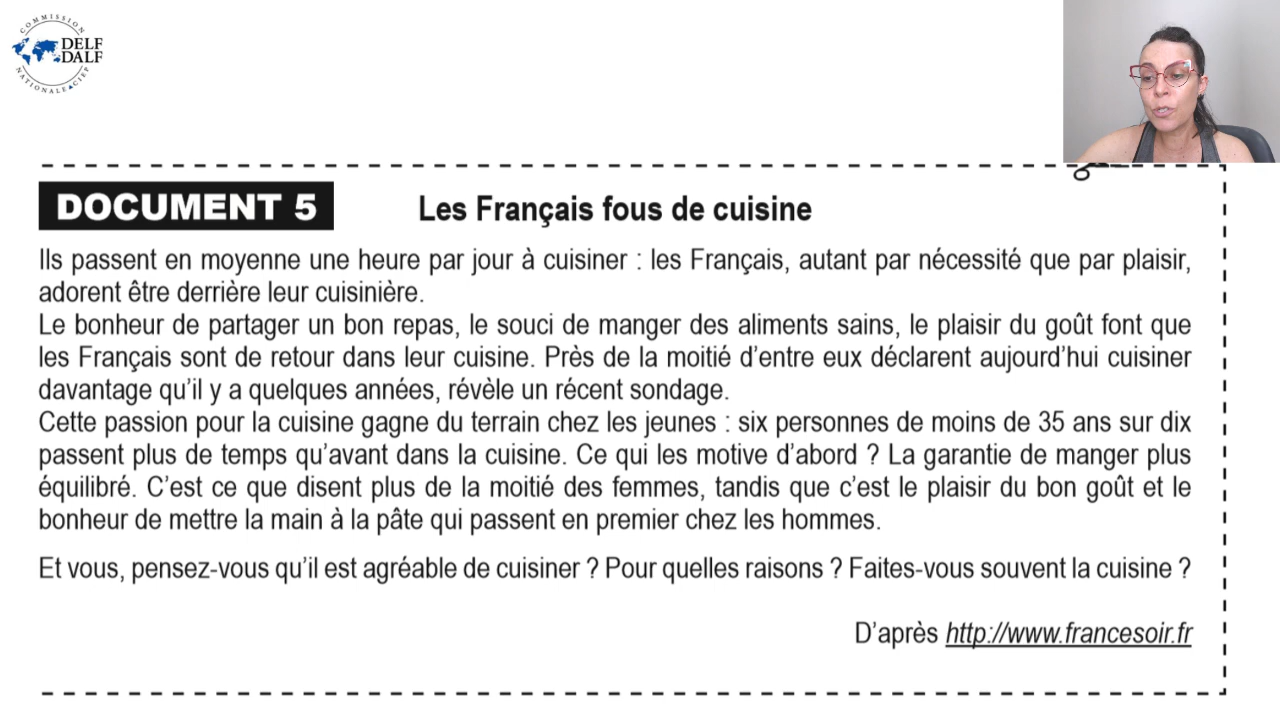 COMMISSION
DELF
DALF
NATIONALE CIEP
DOCUMENT 5
Les Français fous de cuisine
Ils passent en moyenne une heure par jour à cuisiner : les Français, autant par nécessité que par plaisir,
adorent être derrière leur cuisinière.
Le bonheur de partager un bon repas, le souci de manger des aliments sains, le plaisir du goût font que
les Français sont de retour dans leur cuisine. Près de la moitié d'entre eux déclarent aujourd'hui cuisiner
davantage qu'il y a quelques années, révèle un récent sondage.
Cette passion pour la cuisine gagne du terrain chez les jeunes : six personnes de moins de 35 ans sur dix
passent plus de temps qu'avant dans la cuisine. Ce qui les motive d'abord ? La garantie de manger plus
équilibré. C'est ce que disent plus de la moitié des femmes, tandis que c'est le plaisir du bon goût et le
bonheur de mettre la main à la pâte qui passent en premier chez les hommes.
Et vous, pensez-vous qu'il est agréable de cuisiner ? Pour quelles raisons ? Faites-vous souvent la cuisine ?
D'après http://www.francesoir.fr